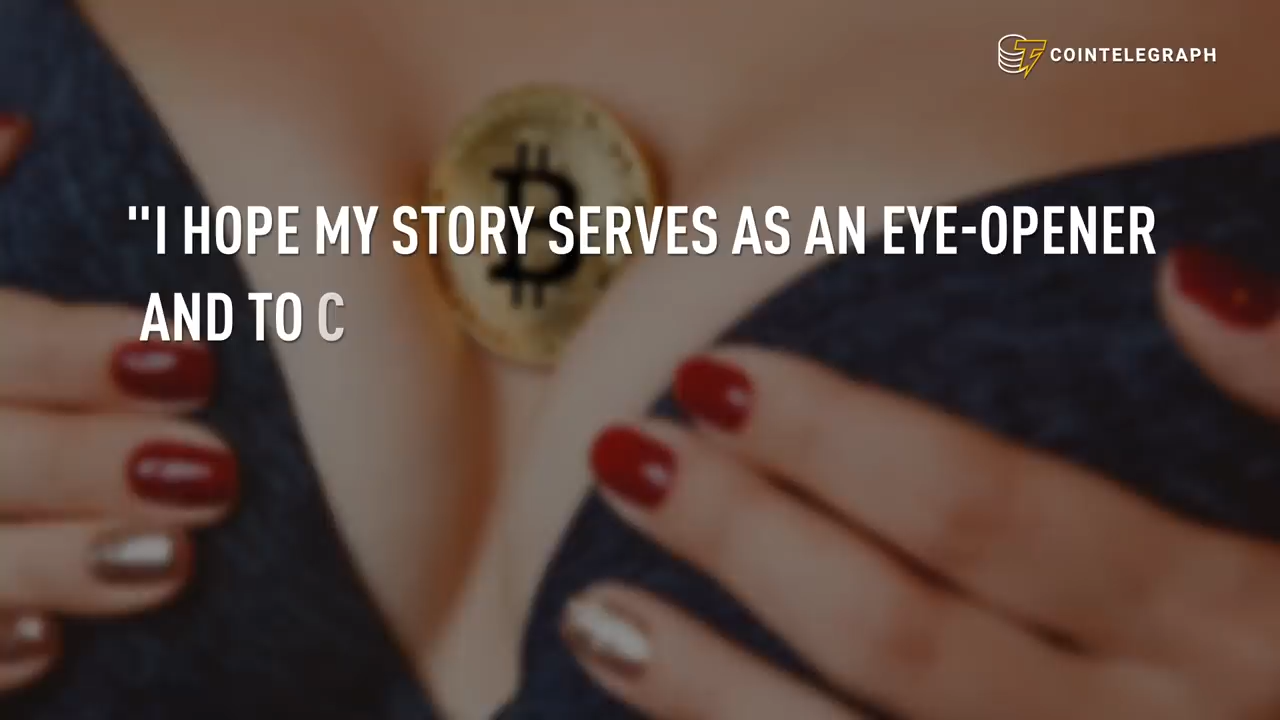 COINTELEGRAPH
"I HOPE MY STORY SERVES AS AN EYE-OPENER
AND TO C